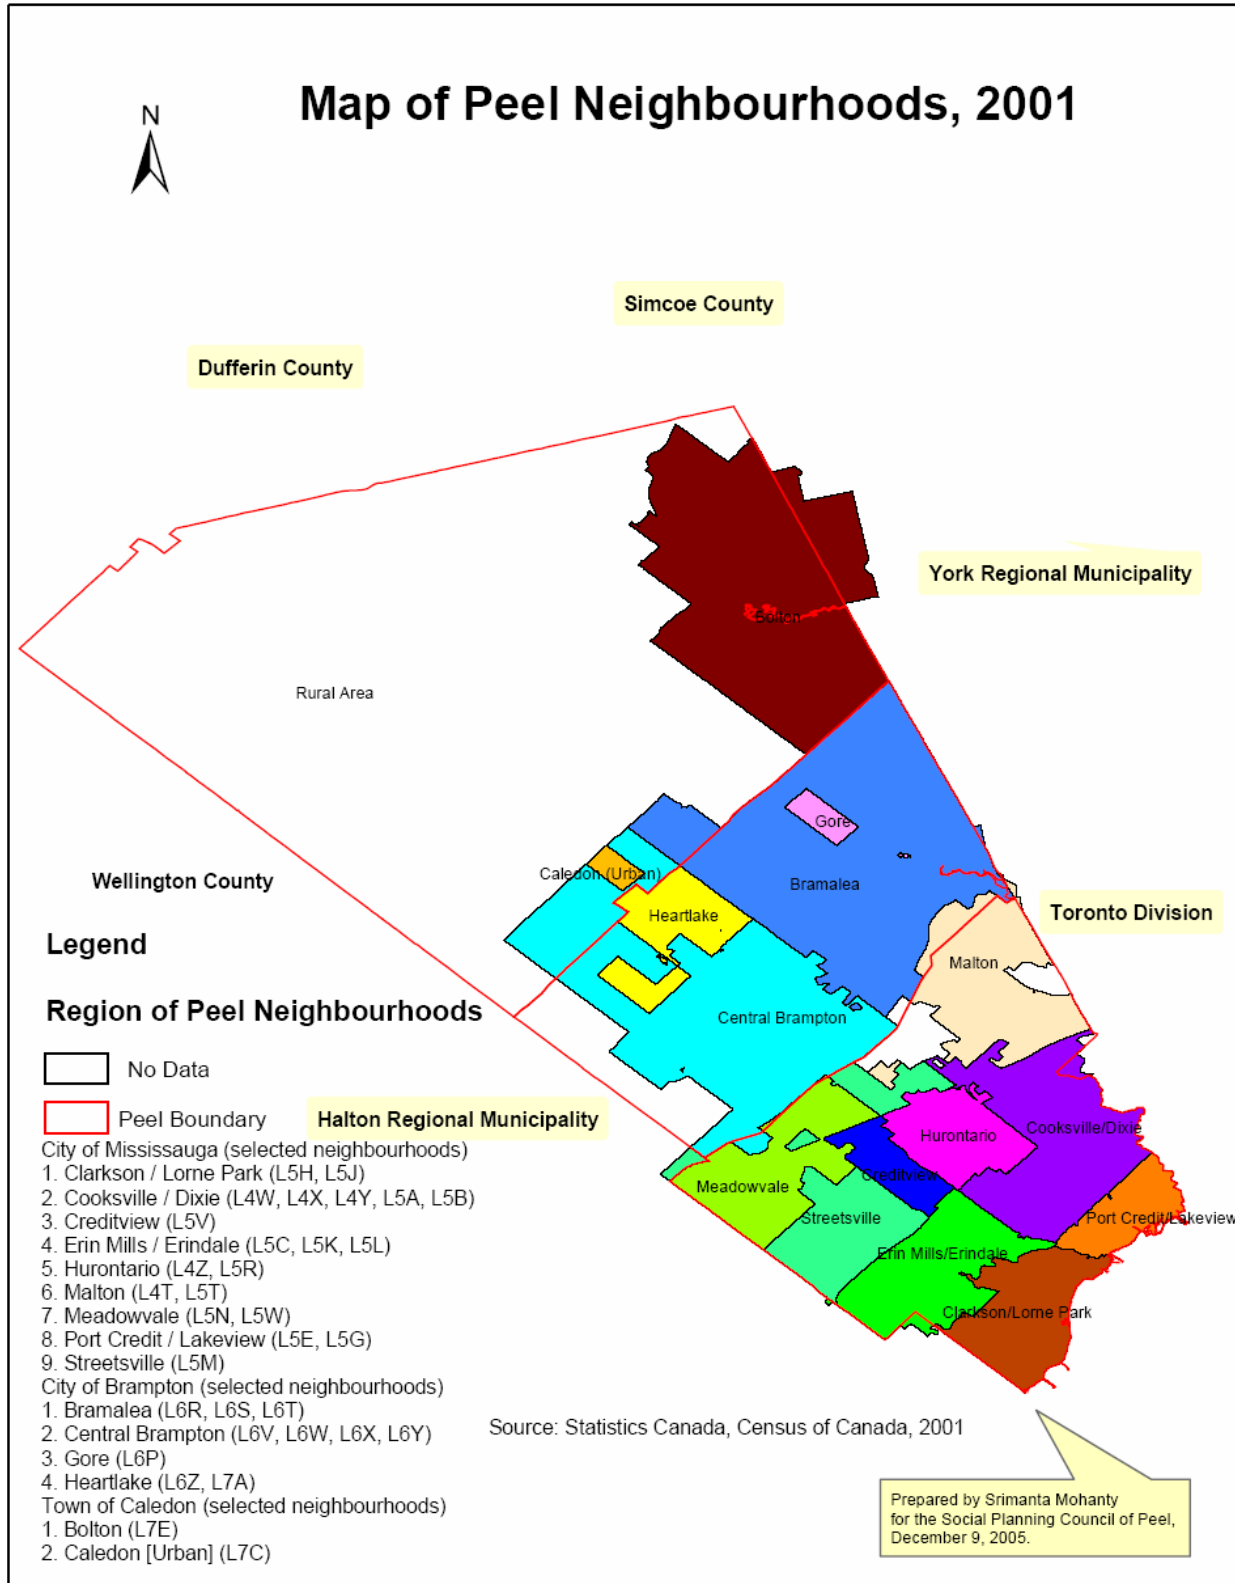 Map of Peel Neighbourhoods, 2001
N
Simcoe County
Dufferin County
York Regional Municipality
Bolton
Rural Area
Gore
Caledon (Urban)
Wellington County
Bramalea
Heartlake
Toronto Division
Legend
Malton
Region of Peel Neighbourhoods
Central Brampton
No Data
Peel Boundary
Halton Regional Municipality
Hurontario
Cooksville/Dixie
Creditview
Meadowvale
Streetsville
Port Credit/Lakeview
Erin Mills/Erindale
Clarkson/Lorne Park
City of Mississauga (selected neighbourhoods)
1. Clarkson / Lorne Park (L5H, L5J)
2. Cooksville / Dixie (L4W, L4X, L4Y, L5A, L5B)
3. Creditview (L5V)
4. Erin Mills / Erindale (L5C, L5K, L5L)
5. Hurontario (L4Z, L5R)
6. Malton (L4T, L5T)
7. Meadowvale (L5N, L5W)
8. Port Credit / Lakeview (L5E, L5G)
9. Streetsville (L5M)
City of Brampton (selected neighbourhoods)
1. Bramalea (L6R, L6S, L6T)
2. Central Brampton (L6V, L6W, L6X, L6Y)
3. Gore (L6P)
4. Heartlake (L6Z, L7A)
Town of Caledon (selected neighbourhoods)
1. Bolton (L7E)
2. Caledon [Urban] (L7C)
Source: Statistics Canada, Census of Canada, 2001
Prepared by Srimanta Mohanty
for the Social Planning Council of Peel,
December 9, 2005.